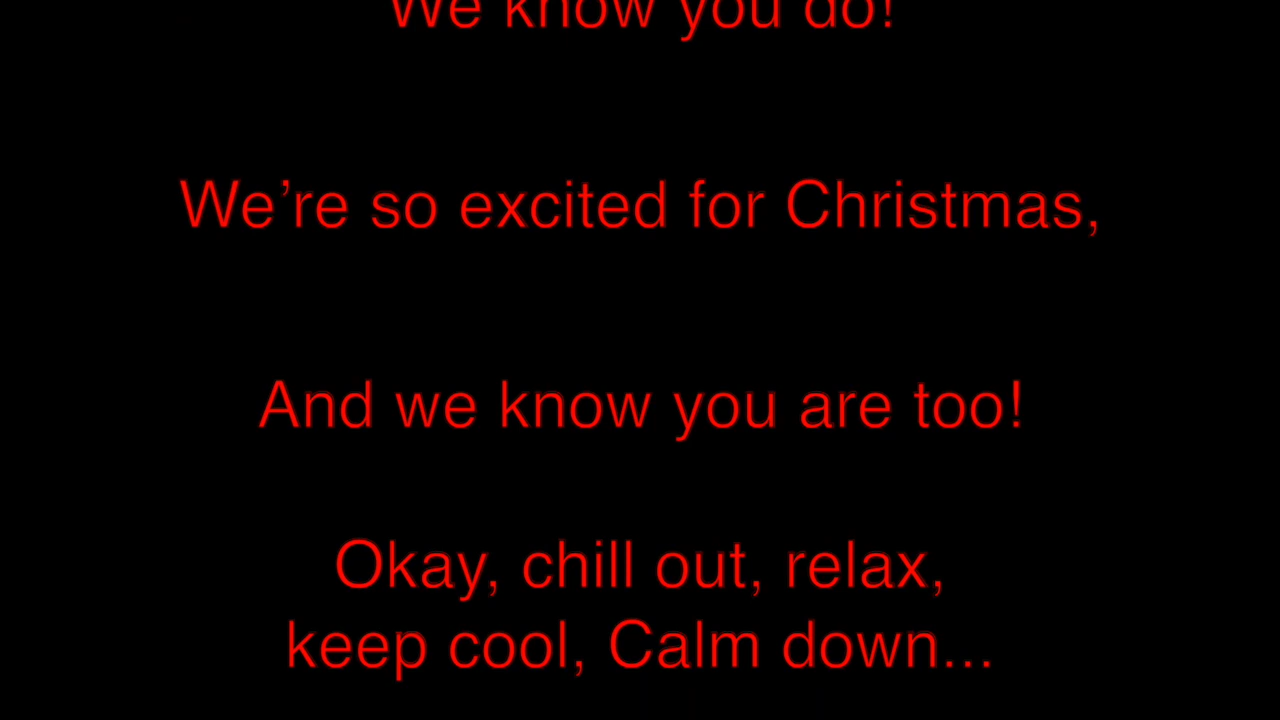 We know you do!
We’re so excited for Christmas,
And we know you are too!
Okay, chill out, relax,
keep cool, Calm down...